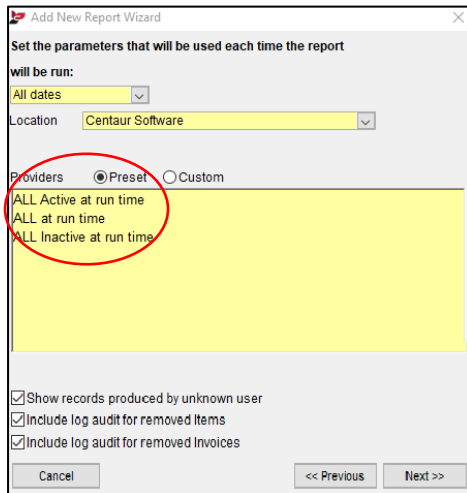 Add New Report Wizard
Set the parameters that will be used each time the report
will be run:
All dates
Location Centaur Software
Providers Preset Custom
ALL Active at run time
ALL at run time
ALL Inactive at run time
Show records produced by unknown user
Include log audit for removed Items
Include log audit for removed Invoices
Cancel << Previous Next >>